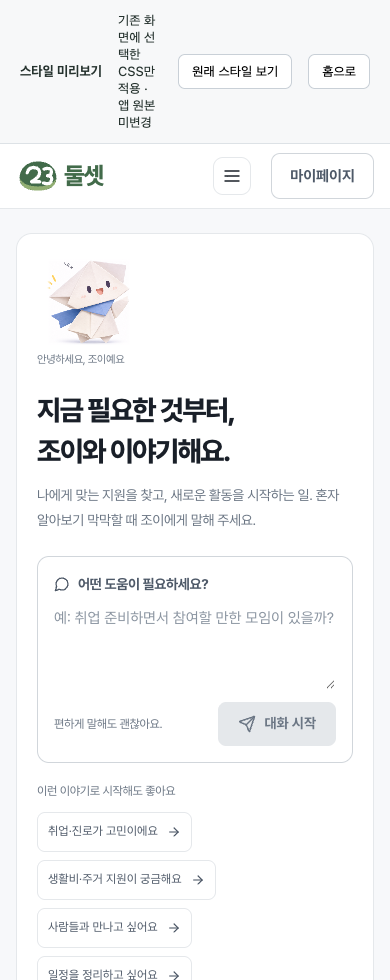 스타일 미리보기
기존 화
면에 선
택한
CSS만
적용 ·
앱 원본
미변경
원래 스타일 보기
홈으로
23 둘셋
마이페이지
안녕하세요, 조이예요
지금 필요한 것부터,
조이와 이야기해요.
나에게 맞는 지원을 찾고, 새로운 활동을 시작하는 일. 혼자
알아보기 막막할 때 조이에게 말해 주세요.
어떤 도움이 필요하세요?
예: 취업 준비하면서 참여할 만한 모임이 있을까?
편하게 말해도 괜찮아요.
대화 시작
이런 이야기로 시작해도 좋아요
취업·진로가 고민이에요
생활비·주거 지원이 궁금해요
사람들과 만나고 싶어요
일정을 정리하고 싶어요